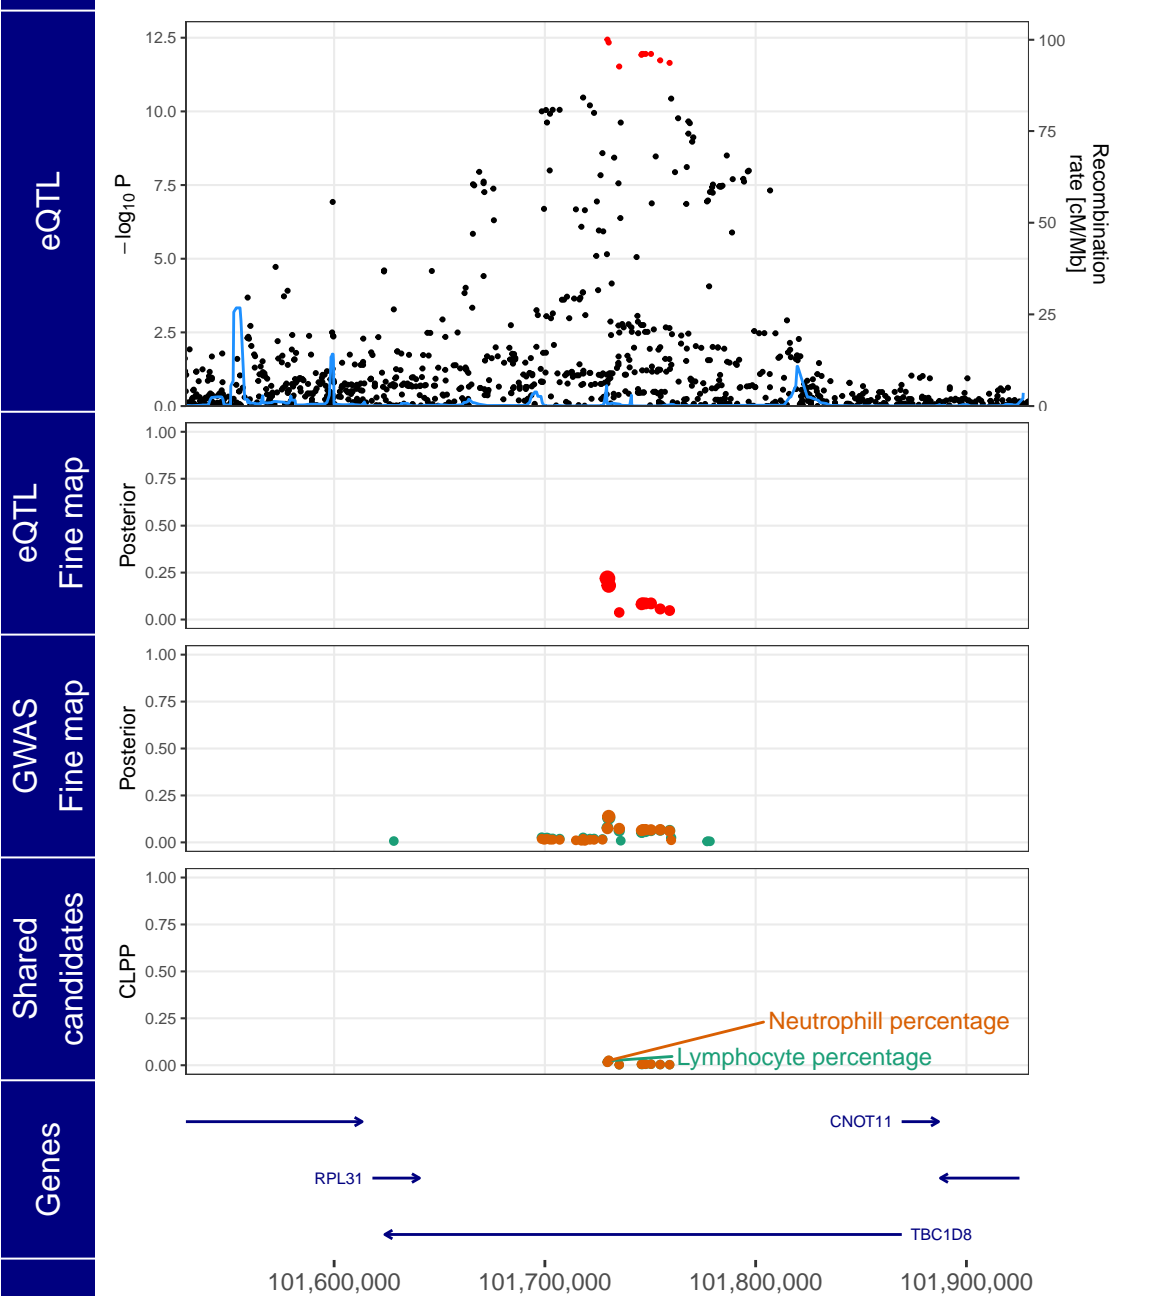 eQTL
−log10 P
12.5
10.0
7.5
5.0
2.5
0.0
100
75
50
25
0
Recombination
rate [cM/Mb]
eQTL
Fine map
Posterior
1.00
0.75
0.50
0.25
0.00
GWAS
Fine map
Posterior
1.00
0.75
0.50
0.25
0.00
Shared
candidates
CLPP
1.00
0.75
0.50
0.25
0.00
Neutrophill percentage
Lymphocyte percentage
Genes
CNOT11
RPL31
TBC1D8
101,600,000
101,700,000
101,800,000
101,900,000